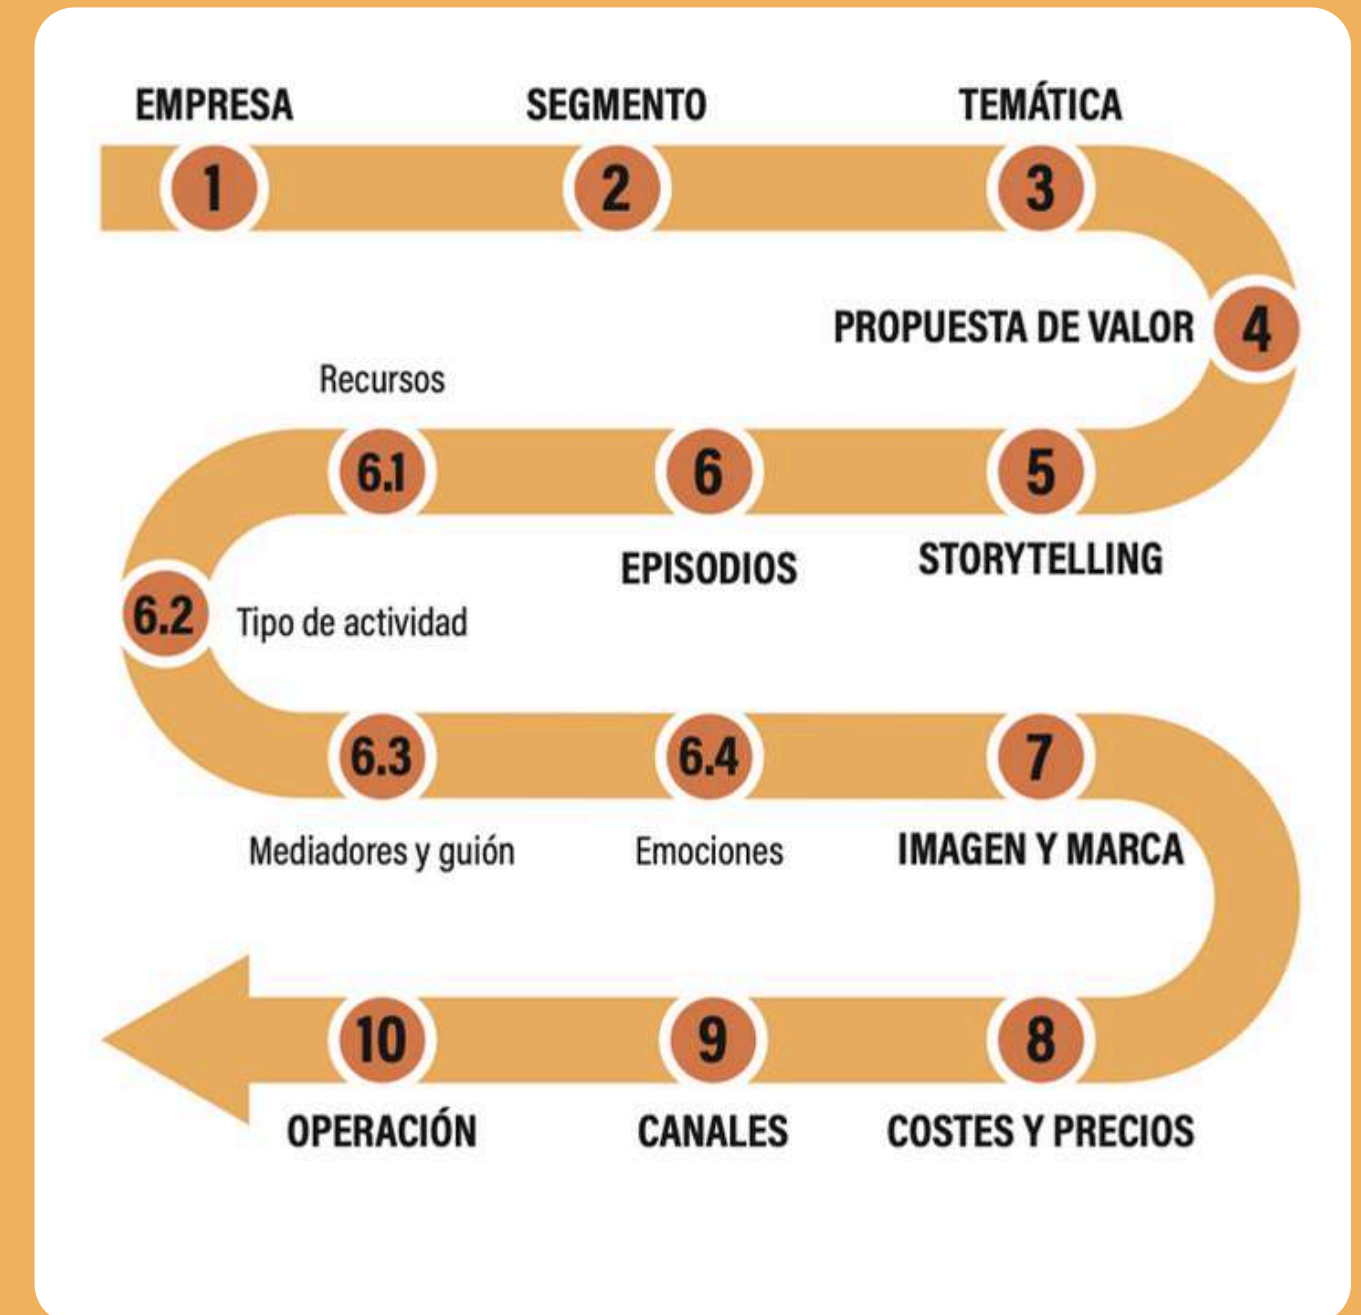 EMPRESA
1
SEGMENTO
2
TEMÁTICA
3
PROPUESTA DE VALOR
4
5
STORYTELLING
6
EPISODIOS
Recursos
6.1
6.2
Tipo de actividad
6.3
Mediadores y guión
6.4
Emociones
7
IMAGEN Y MARCA
8
COSTES Y PRECIOS
9
CANALES
10
OPERACIÓN